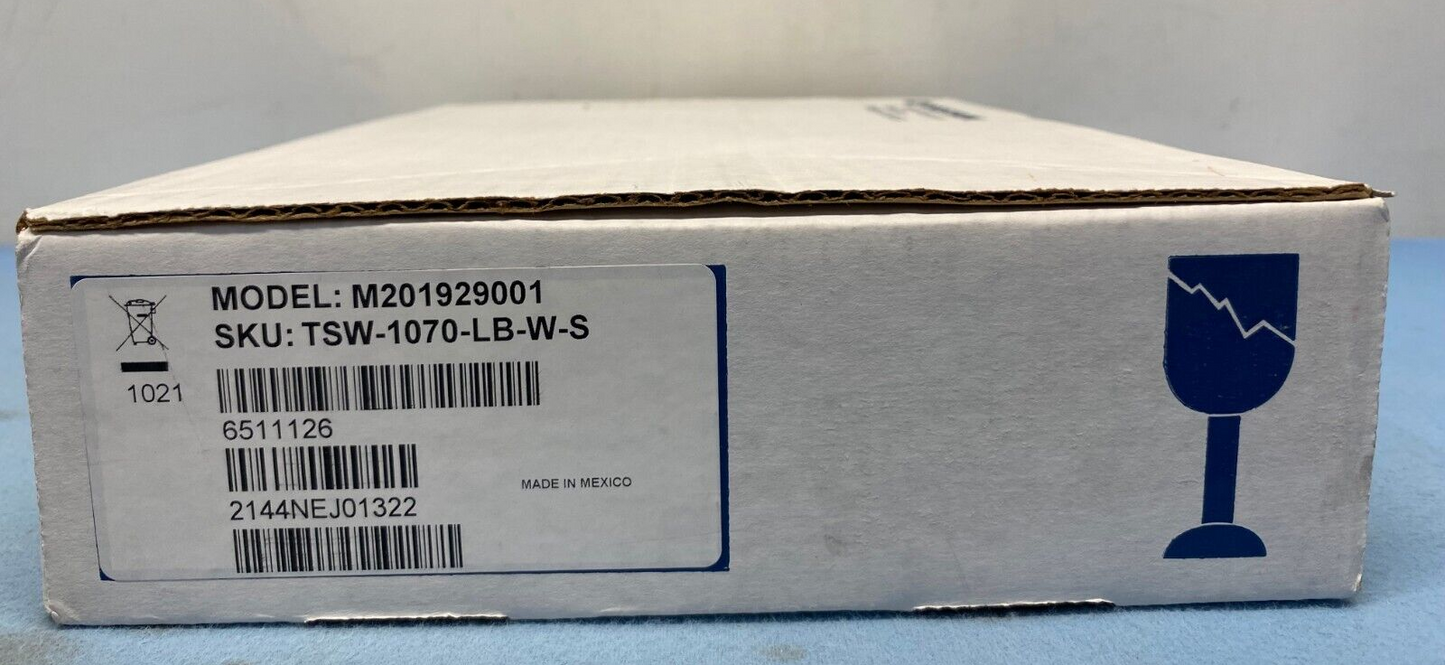 MODEL: M201929001
SKU: TSW-1070-LB-W-S
1021
6511126
2144NEJ01322
MADE IN MEXICO